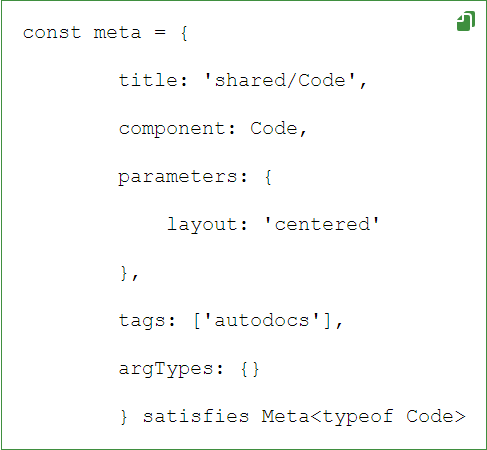 const meta = {
title: 'shared/Code',
component: Code,
parameters: {
layout: 'centered'
},
tags: ['autodocs'],
argTypes: {}
} satisfies Meta<typeof Code>